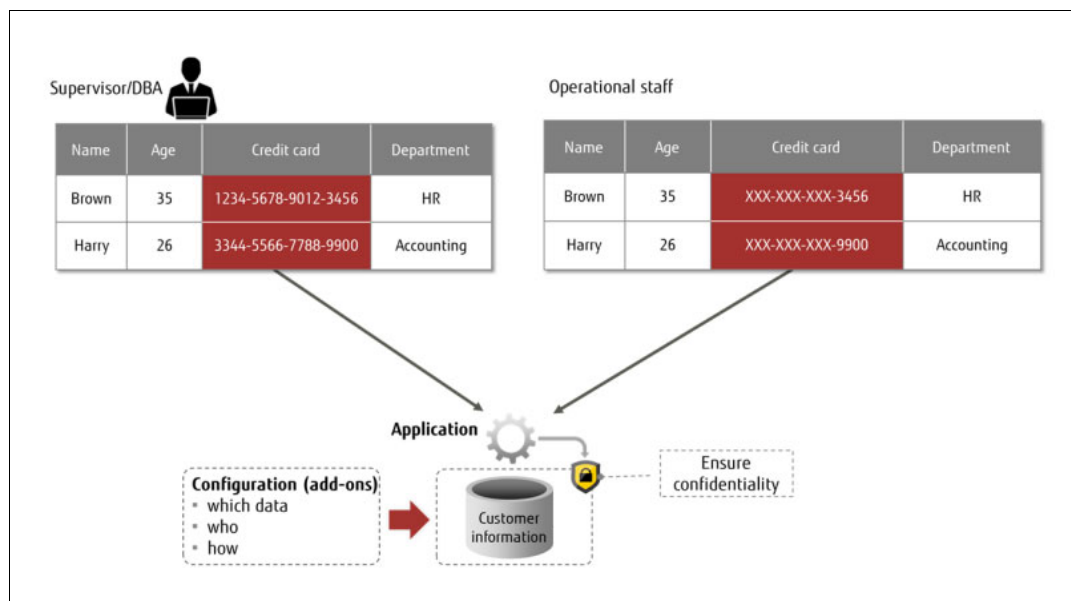 Supervisor/DBA
Name Age Credit card Department
Brown 35 1234-5678-9012-3456 HR
Harry 26 3344-5566-7788-9900 Accounting
Operational staff
Name Age Credit card Department
Brown 35 XXX-XXX-XXX-3456 HR
Harry 26 XXX-XXX-XXX-9900 Accounting
Application
Configuration (add-ons)
▪ which data
▪ who
▪ how
Customer
information
Ensure
confidentiality